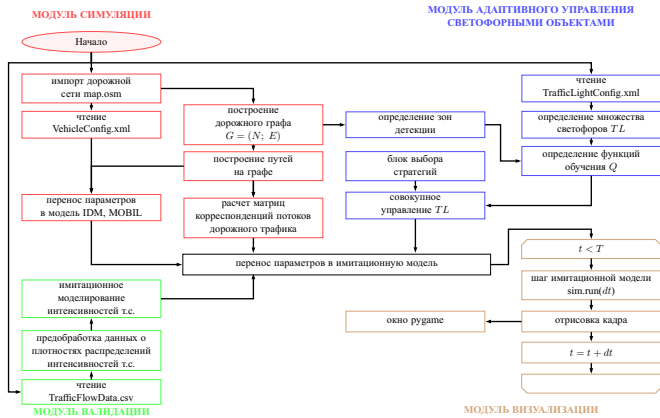 МОДУЛЬ СИМУЛЯЦИИ
МОДУЛЬ АДАПТИВНОГО УПРАВЛЕНИЯ
СВЕТОФОРНЫМИ ОБЪЕКТАМИ
Начало
импорт дорожной
сети map.osm
чтение
VehicleConfig.xml
построение
дорожного графа
G = (N; E)
построение путей
на графе
перенос параметров
в модель IDM, MOBIL
расчет матриц
корреспонденций потоков
дорожного трафика
определение зон
детекции
блок выбора
стратегий
совокупное
управление TL
чтение
TrafficLightConfig.xml
определение множества
светофоров TL
определение функций
обучения Q
перенос параметров в имитационную модель
t < T
шаг имитационной модели
sim.run(dt)
отрисовка кадра
окно pygame
t = t + dt
имитационное
моделирование
интенсивностей т.с.
предобработка данных о
плотностях распределений
интенсивностей т.с.
чтение
TrafficFlowData.csv
МОДУЛЬ ВАЛИДАЦИИ
МОДУЛЬ ВИЗУАЛИЗАЦИИ